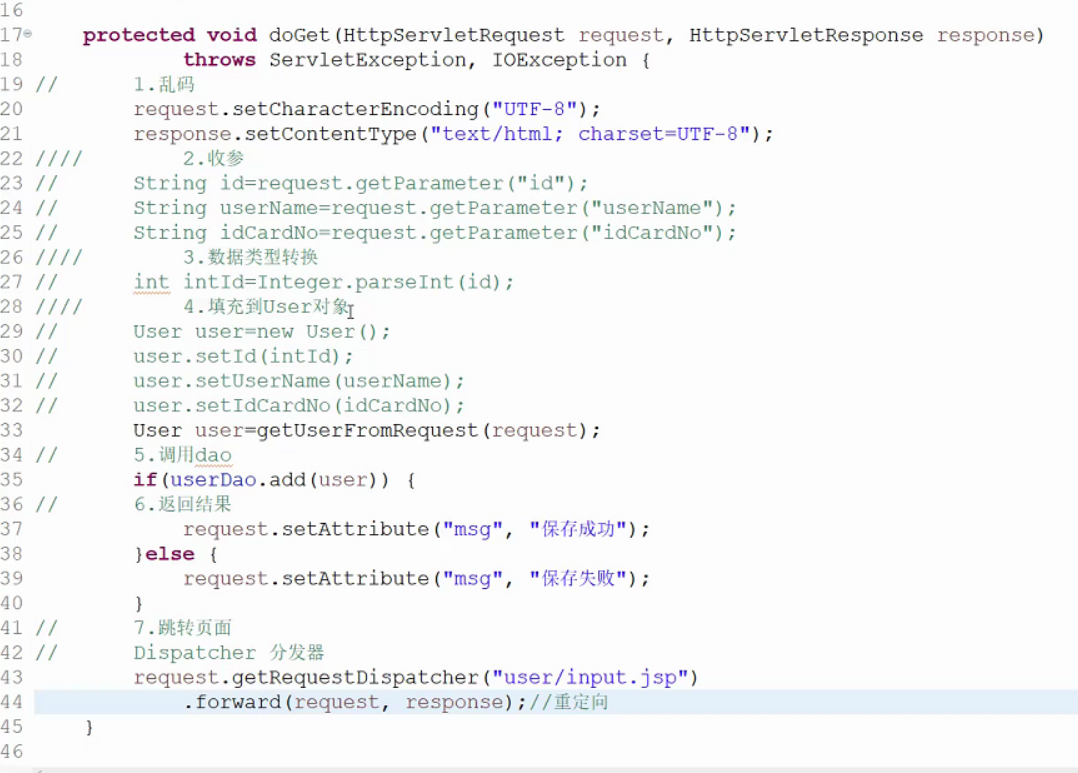 16
17 protected void doGet(HttpServletRequest request, HttpServletResponse response)
18 throws ServletException, IOException {
19 // 1.乱码
20 request.setCharacterEncoding("UTF-8");
21 response.setContentType("text/html; charset=UTF-8");
22 //// 2.收参
23 // String id=request.getParameter("id");
24 // String userName=request.getParameter("userName");
25 // String idCardNo=request.getParameter("idCardNo");
26 //// 3.数据类型转换
27 // int intId=Integer.parseInt(id);
28 //// 4.填充到User对象
29 // User user=new User();
30 // user.setId(intId);
31 // user.setUserName(userName);
32 // user.setIdCardNo(idCardNo);
33 User user=getUserFromRequest(request);
34 // 5.调用dao
35 if(userDao.add(user)) {
36 // 6.返回结果
37 request.setAttribute("msg", "保存成功");
38 }else {
39 request.setAttribute("msg", "保存失败");
40 }
41 // 7.跳转页面
42 // Dispatcher 分发器
43 request.getRequestDispatcher("user/input.jsp")
44 .forward(request, response);//重定向
45 }
46